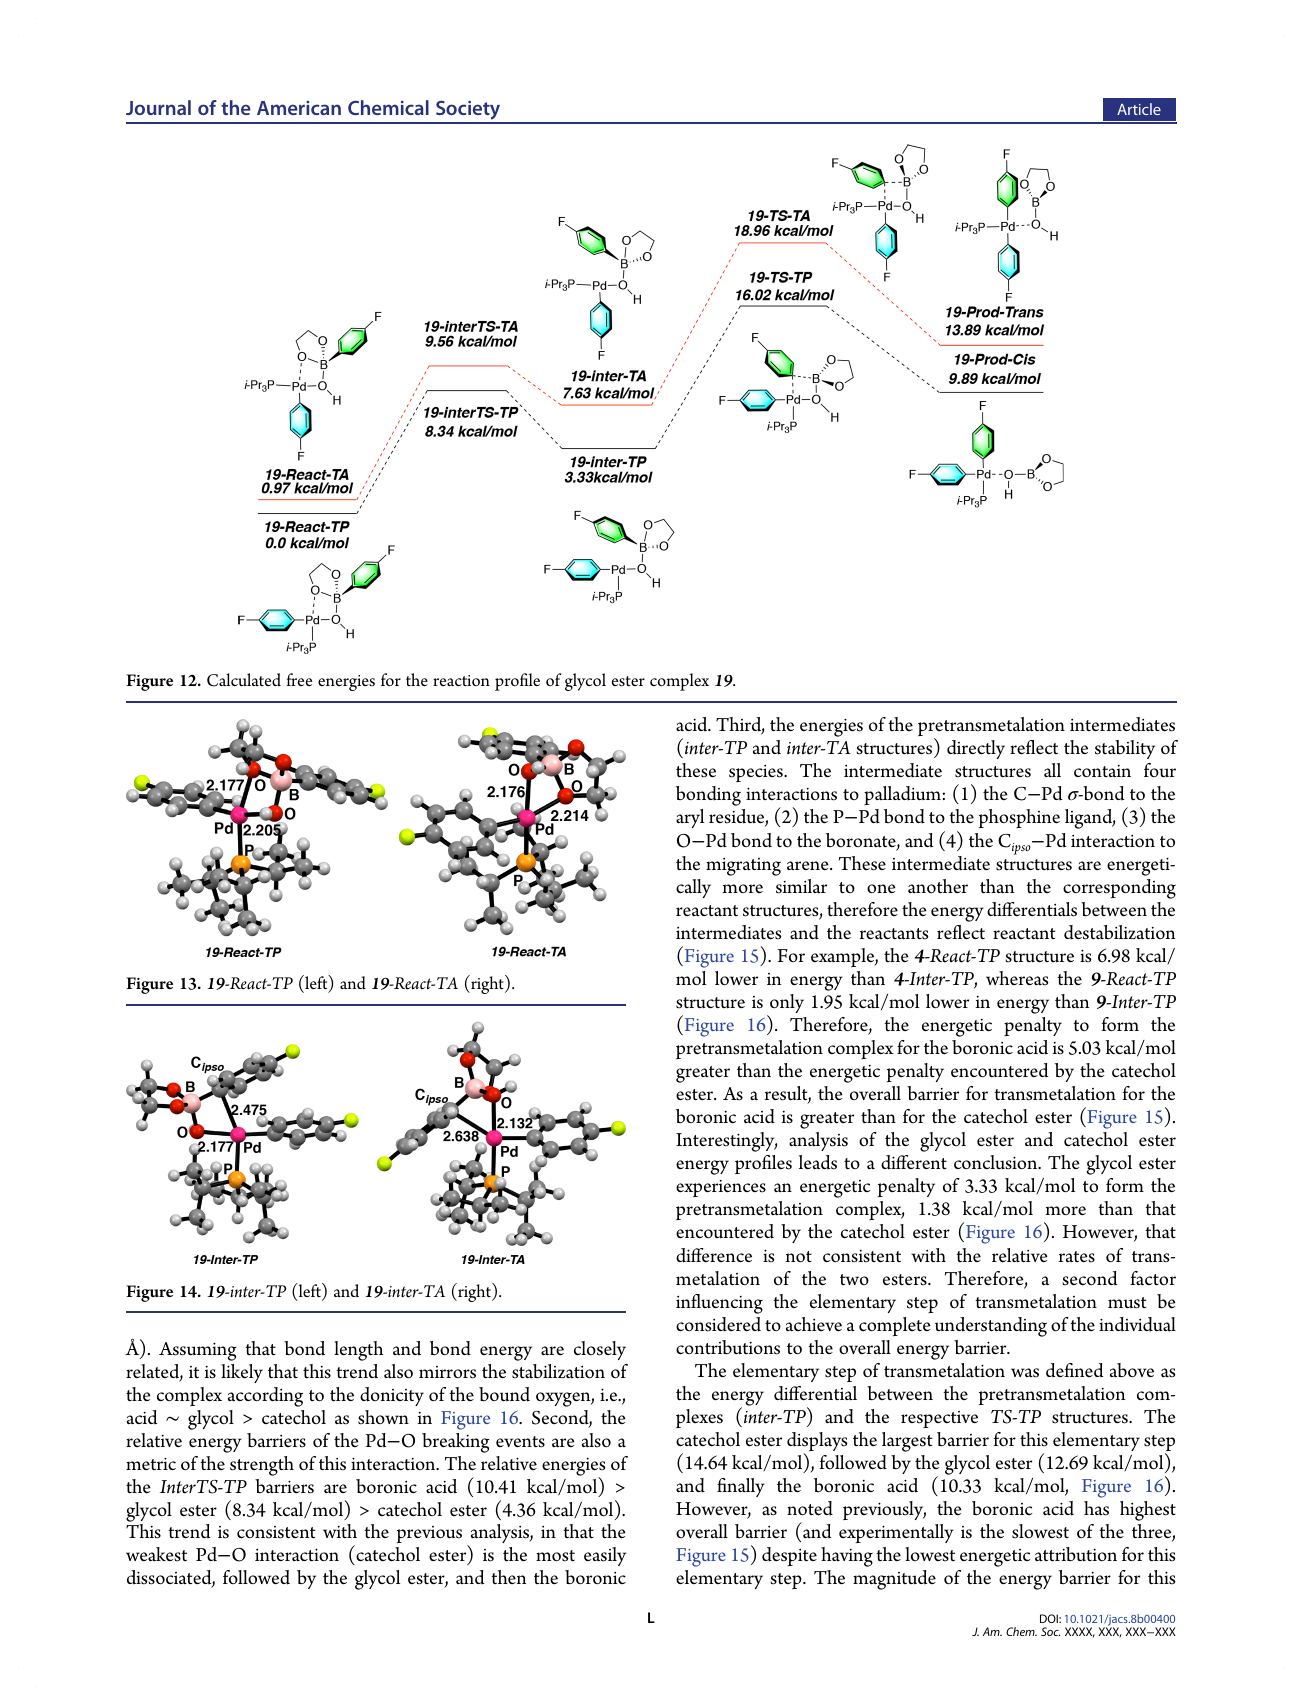 Journal of the American Chemical Society
Article
19-TS-TA
18.96 kcal/mol
19-TS-TP
16.02 kcal/mol
19-Prod-Trans
13.89 kcal/mol
19-Prod-Cis
9.89 kcal/mol
19-interTS-TA
9.56 kcal/mol
19-inter-TA
7.63 kcal/mol
19-interTS-TP
8.34 kcal/mol
19-inter-TP
3.33kcal/mol
19-React-TA
0.97 kcal/mol
19-React-TP
0.0 kcal/mol
F
O
O
B
i-Pr3P
Pd
O
H
F
F
O
O
B
i-Pr3P
Pd
O
H
F
F
O
O
B
i-Pr3P
Pd
O
H
F
F
O
O
B
i-Pr3P
Pd
O
H
F
F
O
O
B
F
Pd
O
H
i-Pr3P
F
O
O
B
F
Pd
O
H
i-Pr3P
F
O
O
B
F
Pd
O
H
i-Pr3P
F
F
Pd
O
B
O
O
H
i-Pr3P
Figure 12. Calculated free energies for the reaction profile of glycol ester complex 19.
2.177
O
B
O
Pd
2.205
P
19-React-TP
O
B
2.176
O
2.214
Pd
P
19-React-TA
Figure 13. 19-React-TP (left) and 19-React-TA (right).
Cipso
B
2.475
O
2.177
Pd
P
19-Inter-TP
B
Cipso
O
2.132
2.638
Pd
P
19-Inter-TA
Figure 14. 19-inter-TP (left) and 19-inter-TA (right).
Å). Assuming that bond length and bond energy are closely
related, it is likely that this trend also mirrors the stabilization of
the complex according to the donicity of the bound oxygen, i.e.,
acid ∼ glycol > catechol as shown in Figure 16. Second, the
relative energy barriers of the Pd−O breaking events are also a
metric of the strength of this interaction. The relative energies of
the InterTS-TP barriers are boronic acid (10.41 kcal/mol) >
glycol ester (8.34 kcal/mol) > catechol ester (4.36 kcal/mol).
This trend is consistent with the previous analysis, in that the
weakest Pd−O interaction (catechol ester) is the most easily
dissociated, followed by the glycol ester, and then the boronic
acid. Third, the energies of the pretransmetalation intermediates
(inter-TP and inter-TA structures) directly reflect the stability of
these species. The intermediate structures all contain four
bonding interactions to palladium: (1) the C−Pd σ-bond to the
aryl residue, (2) the P−Pd bond to the phosphine ligand, (3) the
O−Pd bond to the boronate, and (4) the Cipso−Pd interaction to
the migrating arene. These intermediate structures are energeti-
cally more similar to one another than the corresponding
reactant structures, therefore the energy differentials between the
intermediates and the reactants reflect reactant destabilization
(Figure 15). For example, the 4-React-TP structure is 6.98 kcal/
mol lower in energy than 4-Inter-TP, whereas the 9-React-TP
structure is only 1.95 kcal/mol lower in energy than 9-Inter-TP
(Figure 16). Therefore, the energetic penalty to form the
pretransmetalation complex for the boronic acid is 5.03 kcal/mol
greater than the energetic penalty encountered by the catechol
ester. As a result, the overall barrier for transmetalation for the
boronic acid is greater than for the catechol ester (Figure 15).
Interestingly, analysis of the glycol ester and catechol ester
energy profiles leads to a different conclusion. The glycol ester
experiences an energetic penalty of 3.33 kcal/mol to form the
pretransmetalation complex, 1.38 kcal/mol more than that
encountered by the catechol ester (Figure 16). However, that
difference is not consistent with the relative rates of trans-
metalation of the two esters. Therefore, a second factor
influencing the elementary step of transmetalation must be
considered to achieve a complete understanding of the individual
contributions to the overall energy barrier.
The elementary step of transmetalation was defined above as
the energy differential between the pretransmetalation com-
plexes (inter-TP) and the respective TS-TP structures. The
catechol ester displays the largest barrier for this elementary step
(14.64 kcal/mol), followed by the glycol ester (12.69 kcal/mol),
and finally the boronic acid (10.33 kcal/mol, Figure 16).
However, as noted previously, the boronic acid has highest
overall barrier (and experimentally is the slowest of the three,
Figure 15) despite having the lowest energetic attribution for this
elementary step. The magnitude of the energy barrier for this
L
DOI: 10.1021/jacs.8b00400
J. Am. Chem. Soc. XXXX, XXX, XXX−XXX